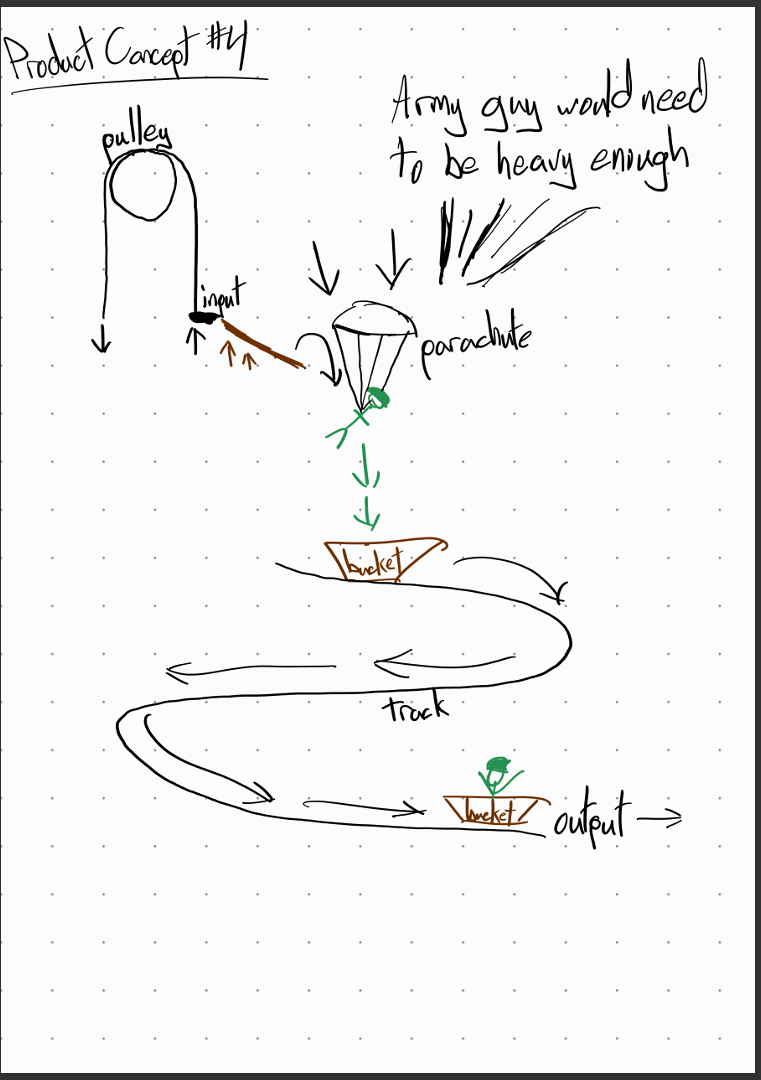 Product Concept #4
Army guy would need
to be heavy enough
pulley
input
parachute
bucket
track
bucket
output